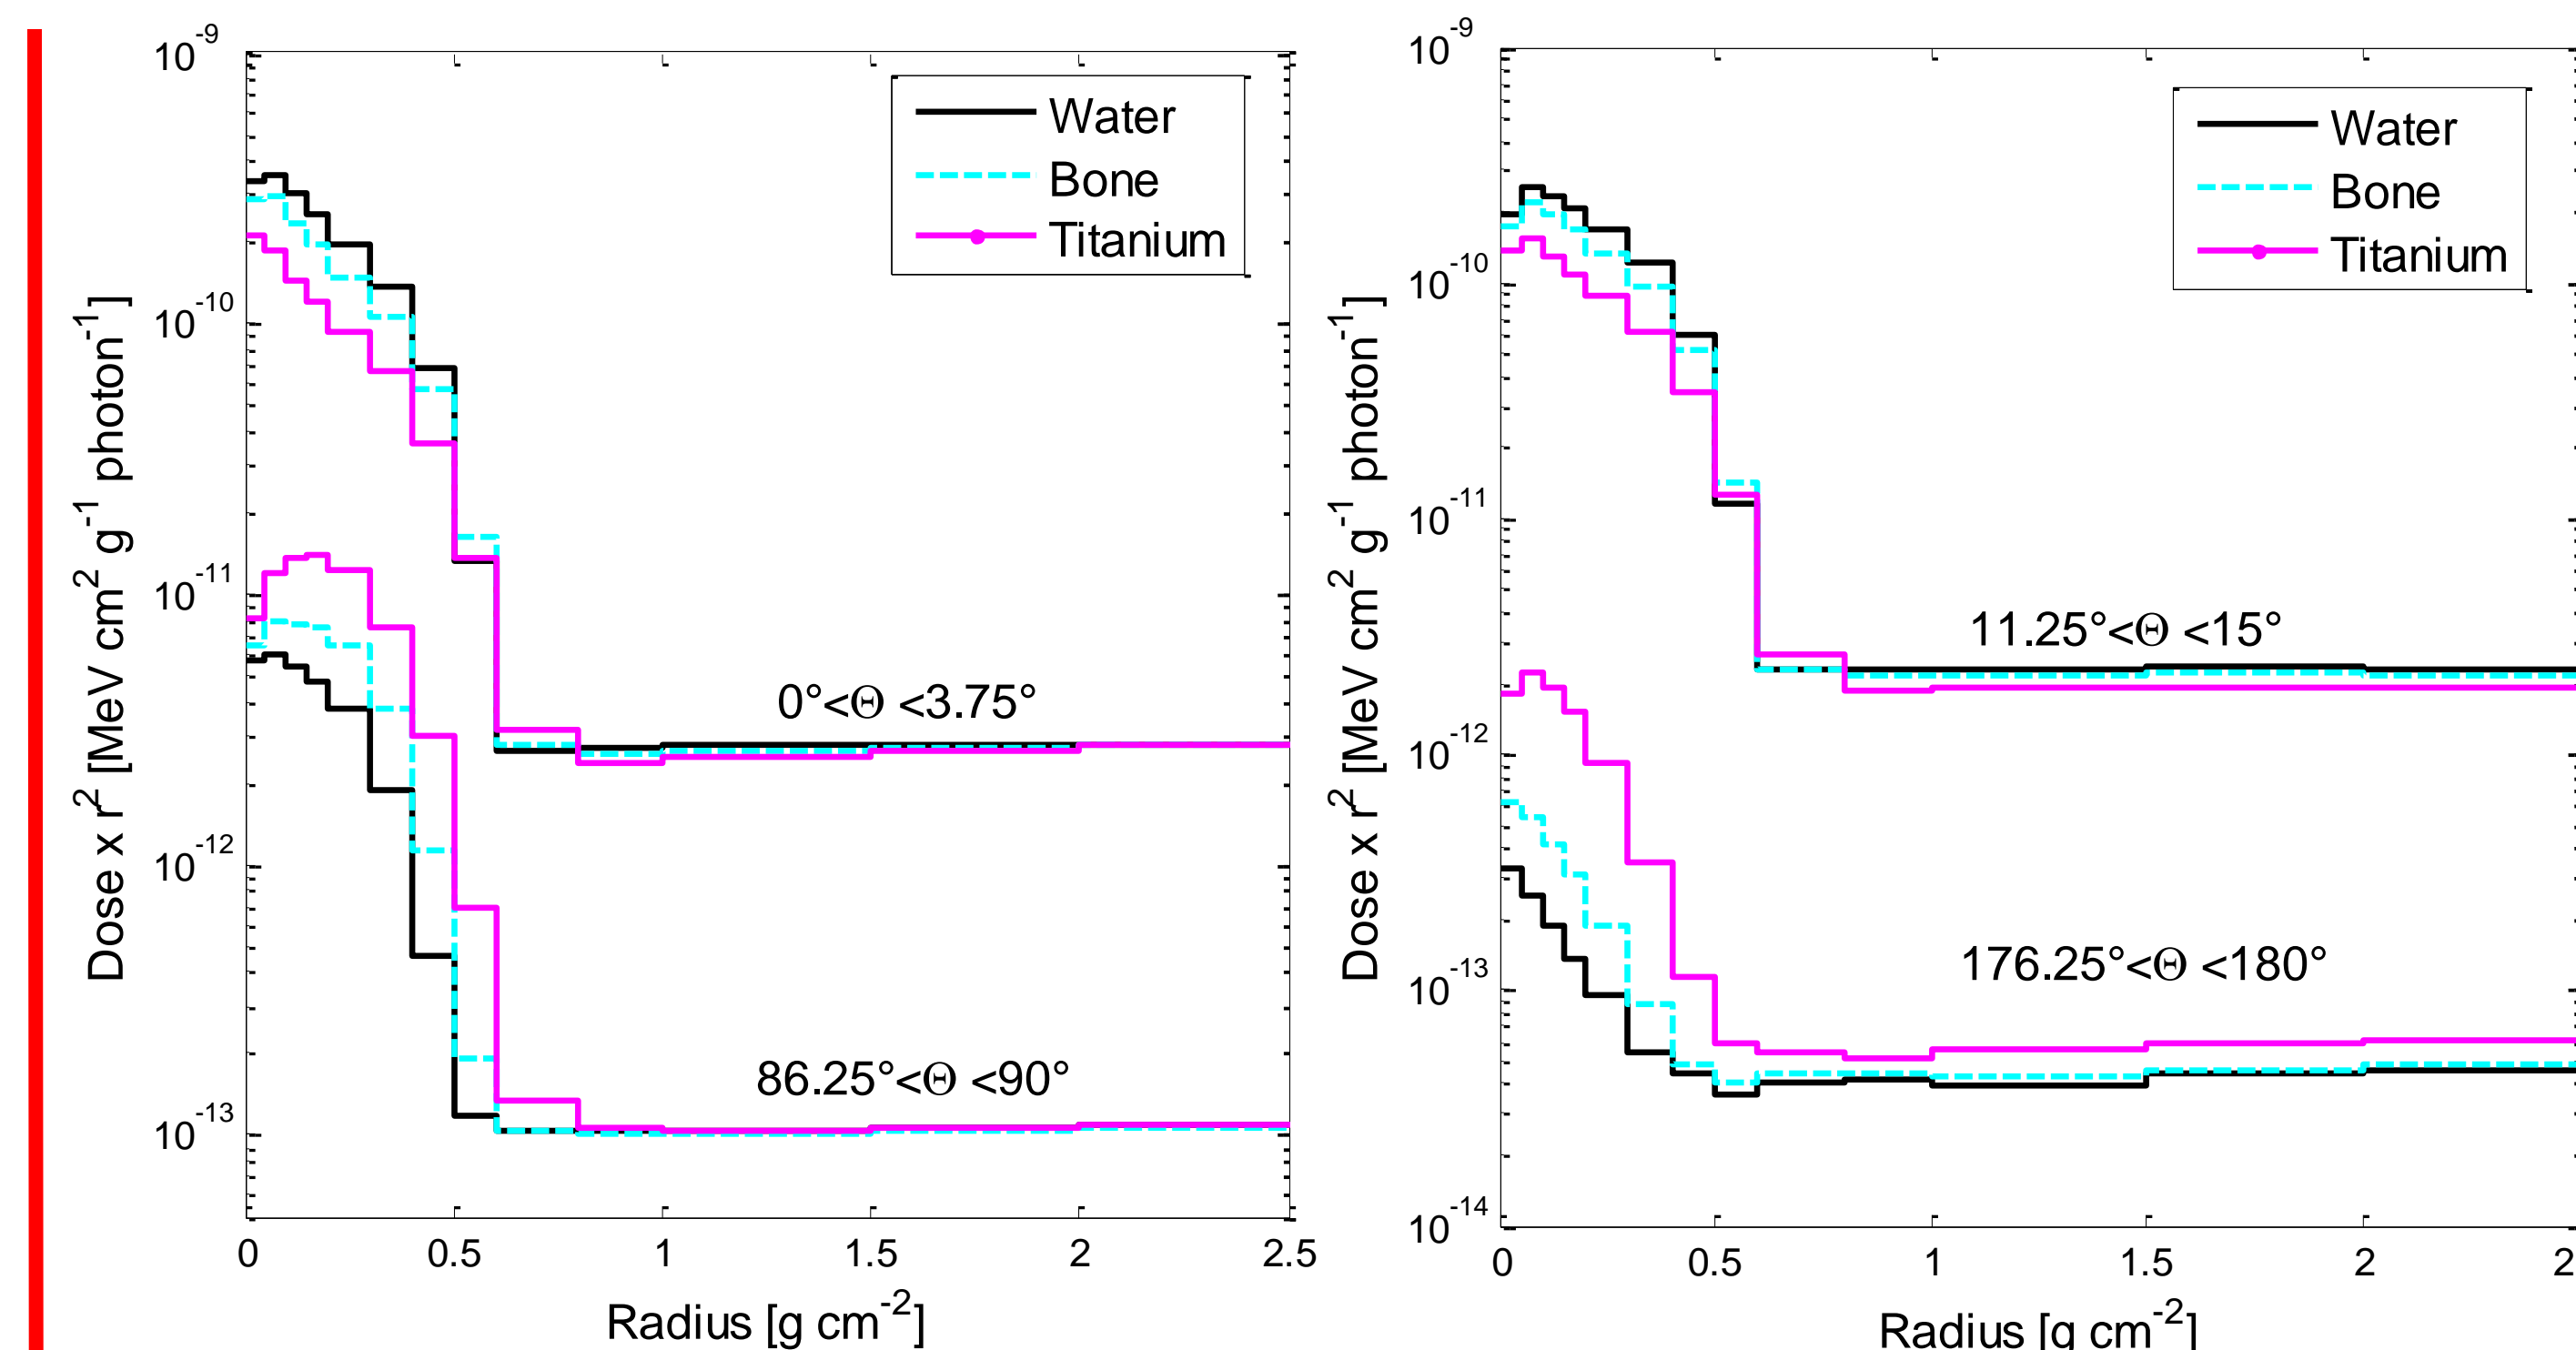 10^-9
10^-10
10^-11
10^-12
10^-13
Dose x r^2 [MeV cm^2 g^-1 photon^-1]
Water
Bone
Titanium
0°<Θ <3.75°
86.25°<Θ <90°
0 0.5 1 1.5 2 2.5
Radius [g cm^-2]
10^-9
10^-10
10^-11
10^-12
10^-13
10^-14
Dose x r^2 [MeV cm^2 g^-1 photon^-1]
Water
Bone
Titanium
11.25°<Θ <15°
176.25°<Θ <180°
0 0.5 1 1.5 2 2
Radius [g cm^-2]